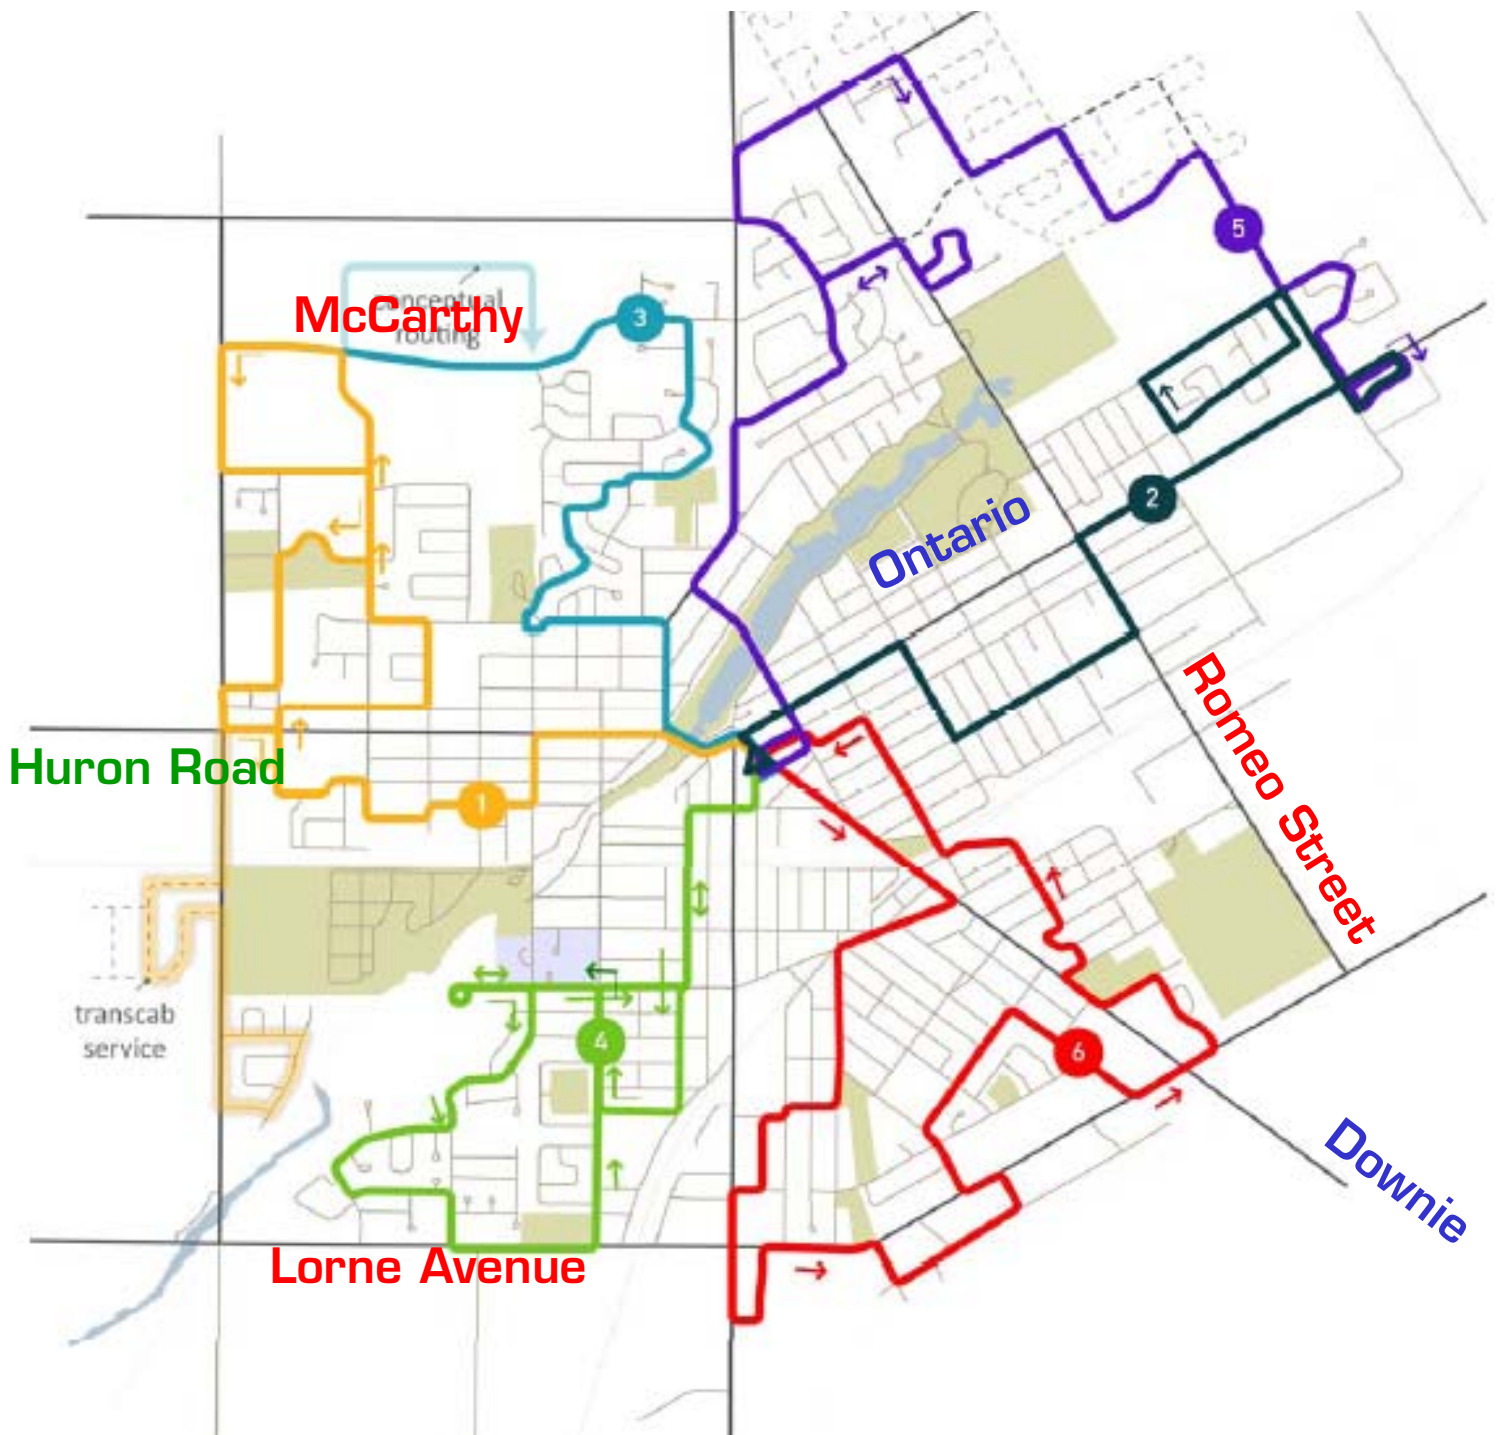 5
conceptual
McCarthy
routing
3
2
Ontario
Romeo Street
Huron Road
1
transcab
service
4
6
Downie
Lorne Avenue